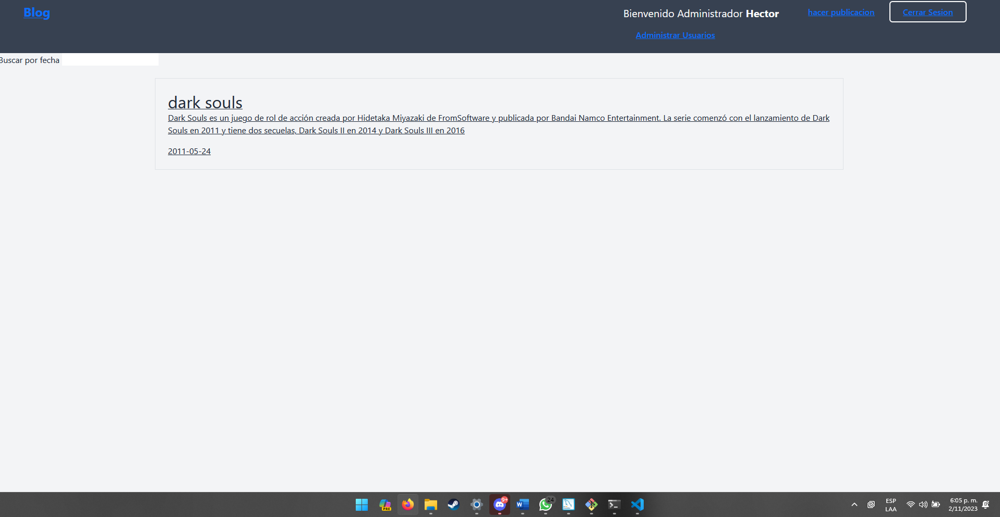 Blog
Bienvenido Administrador Hector
hacer publicacion
Cerrar Sesion
Administrar Usuarios
Buscar por fecha
dark souls
Dark Souls es un juego de rol de acción creada por Hidetaka Miyazaki de FromSoftware y publicada por Bandai Namco Entertainment. La serie comenzó con el lanzamiento de Dark
Souls en 2011 y tiene dos secuelas, Dark Souls II en 2014 y Dark Souls III en 2016
2011-05-24
PRE
9+
W
24
ESP
LAA
6:05 p. m.
2/11/2023